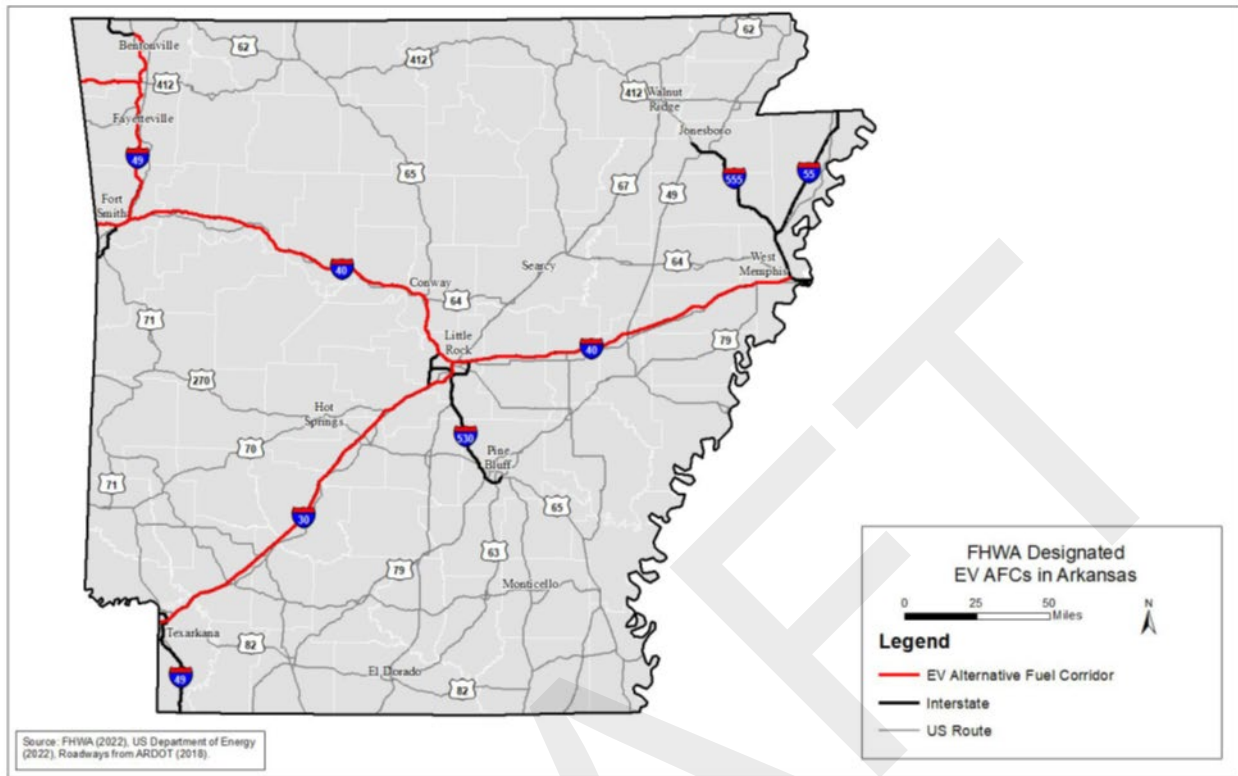 Bentonville
62
62
412
412
Fayetteville
412
Walnut
Ridge
Jonesboro
49
65
555
55
67
49
Fort
Smith
40
Searcy
64
West
Memphis
Conway
64
71
Little
Rock
40
79
270
Hot
Springs
530
70
Pine
Bluff
71
65
30
63
79
Monticello
Texarkana
82
El Dorado
82
49
FHWA Designated
EV AFCs in Arkansas
0 25 50
Miles
N
Legend
EV Alternative Fuel Corridor
Interstate
US Route
Source: FHWA (2022), US Department of Energy
(2022), Roadways from ARDOT (2018).
AFT